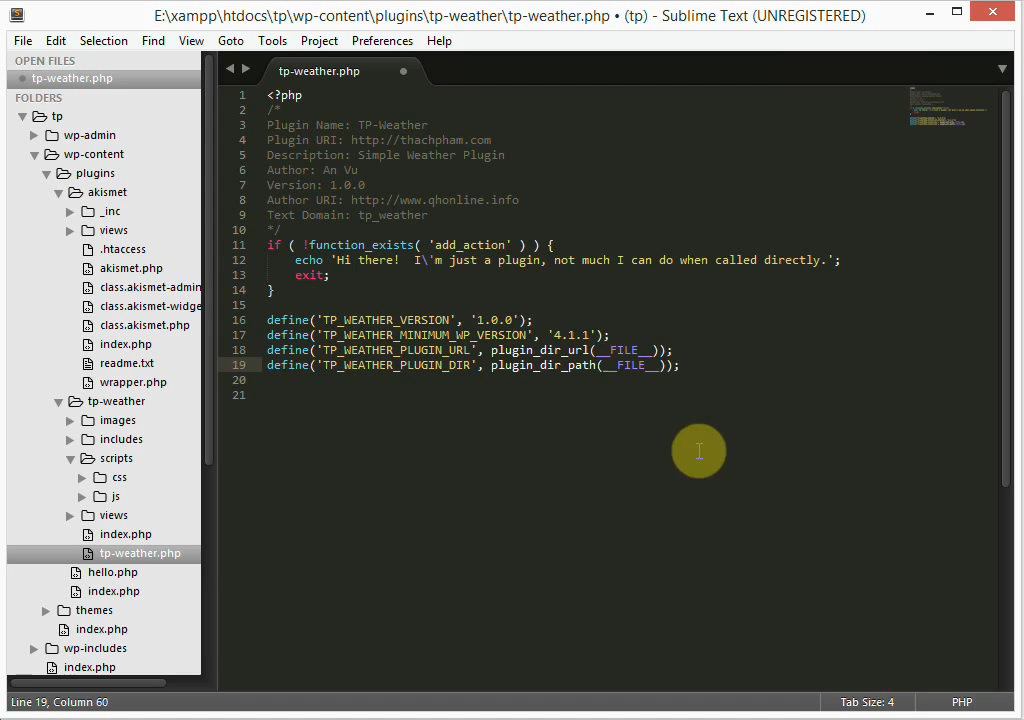 E:\xampp\htdocs\tp\wp-content\plugins\tp-weather\tp-weather.php • (tp) - Sublime Text (UNREGISTERED)
File Edit Selection Find View Goto Tools Project Preferences Help
OPEN FILES
tp-weather.php
FOLDERS
tp
wp-admin
wp-content
plugins
akismet
_inc
views
.htaccess
akismet.php
class.akismet-admin
class.akismet-widge
class.akismet.php
index.php
readme.txt
wrapper.php
tp-weather
images
includes
scripts
css
js
views
index.php
tp-weather.php
hello.php
index.php
themes
index.php
wp-includes
index.php
tp-weather.php
1 <?php
2 /*
3 Plugin Name: TP-Weather
4 Plugin URI: http://thachpham.com
5 Description: Simple Weather Plugin
6 Author: An Vu
7 Version: 1.0.0
8 Author URI: http://www.qhonline.info
9 Text Domain: tp_weather
10 */
11 if ( !function_exists( 'add_action' ) ) {
12     echo 'Hi there!  I\'m just a plugin, not much I can do when called directly.';
13     exit;
14 }
15
16 define('TP_WEATHER_VERSION', '1.0.0');
17 define('TP_WEATHER_MINIMUM_WP_VERSION', '4.1.1');
18 define('TP_WEATHER_PLUGIN_URL', plugin_dir_url(__FILE__));
19 define('TP_WEATHER_PLUGIN_DIR', plugin_dir_path(__FILE__));
20
21
Line 19, Column 60
Tab Size: 4
PHP